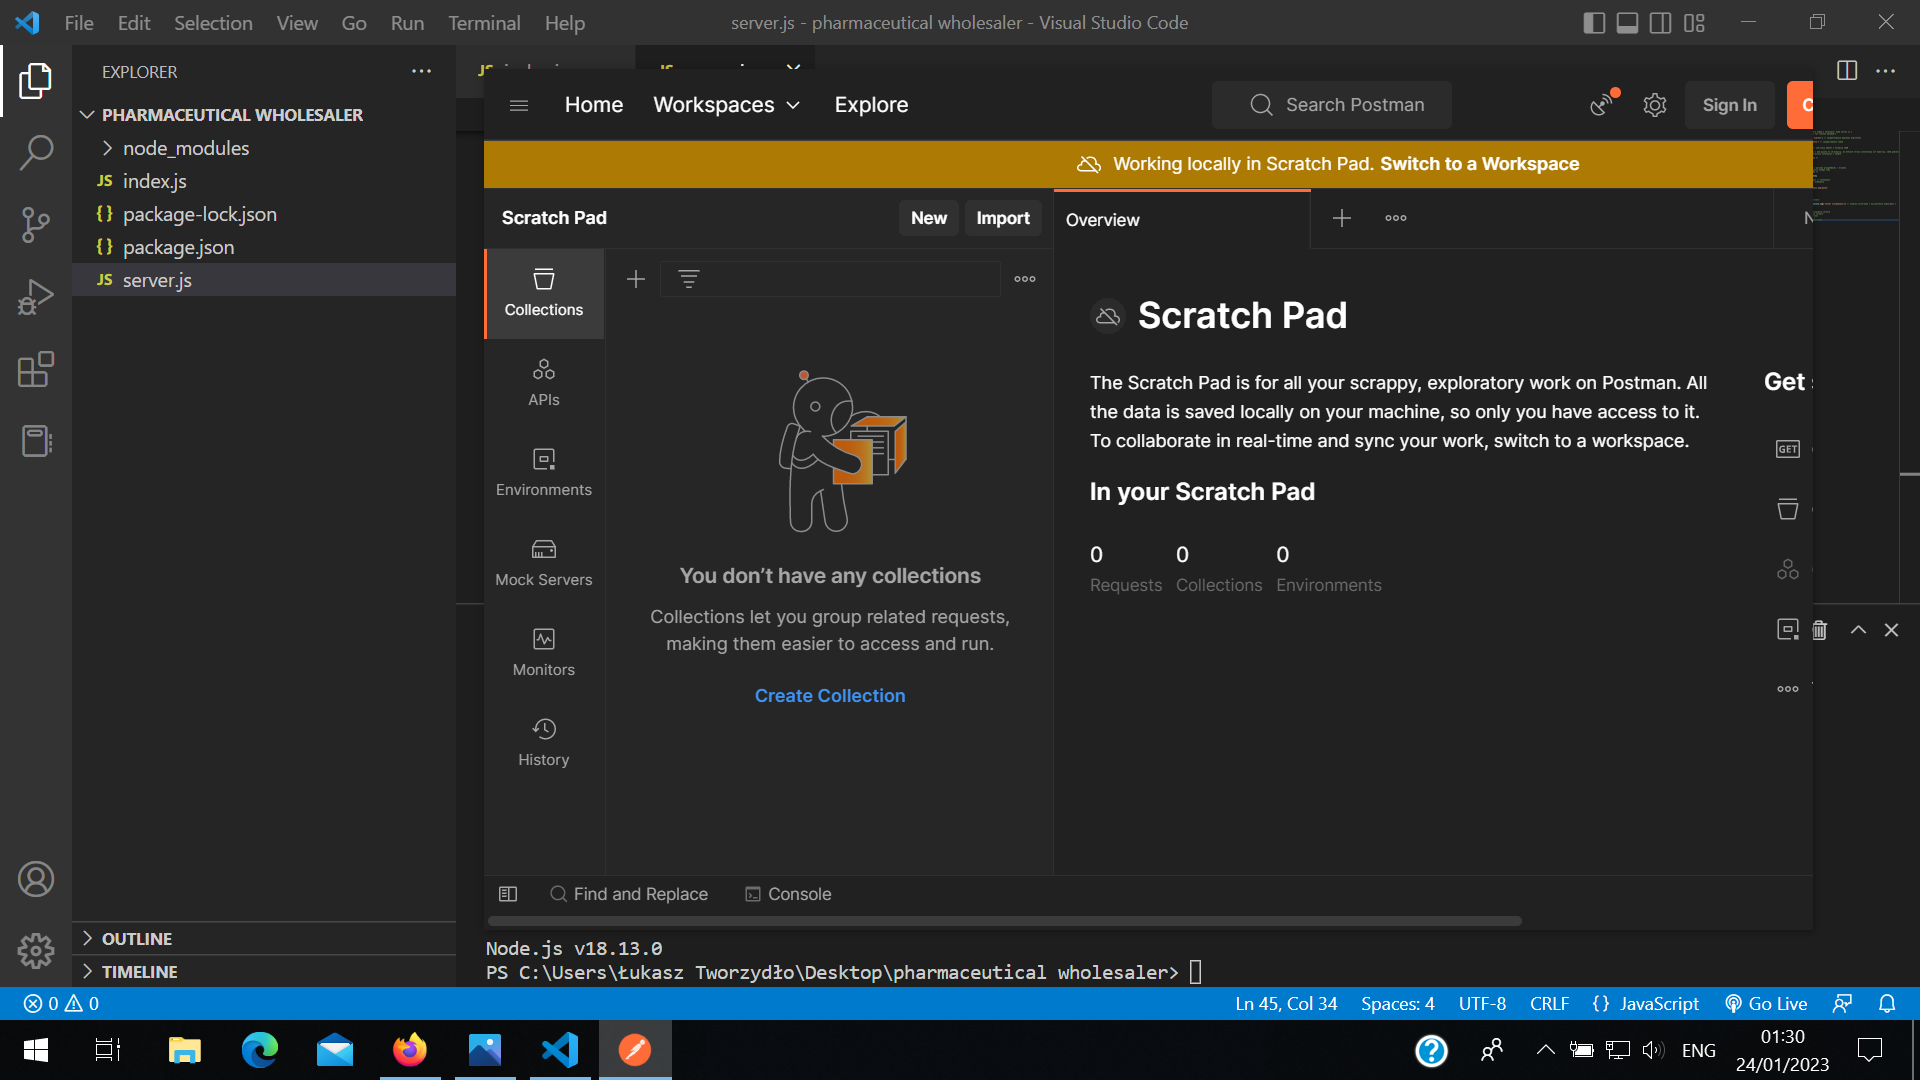 File Edit Selection View Go Run Terminal Help
server.js - pharmaceutical wholesaler - Visual Studio Code
EXPLORER
PHARMACEUTICAL WHOLESALER
node_modules
JS index.js
{} package-lock.json
{} package.json
JS server.js
OUTLINE
TIMELINE
Home Workspaces Explore
Search Postman
Sign In
Working locally in Scratch Pad. Switch to a Workspace
Scratch Pad
New Import
Overview
Collections
APIs
Environments
Mock Servers
Monitors
History
You don’t have any collections
Collections let you group related requests,
making them easier to access and run.
Create Collection
Scratch Pad
The Scratch Pad is for all your scrappy, exploratory work on Postman. All
the data is saved locally on your machine, so only you have access to it.
To collaborate in real-time and sync your work, switch to a workspace.
In your Scratch Pad
0 0 0
Requests Collections Environments
Get
GET
Find and Replace Console
Node.js v18.13.0
PS C:\Users\Łukasz Tworzydło\Desktop\pharmaceutical wholesaler>
0 0
Ln 45, Col 34 Spaces: 4 UTF-8 CRLF {} JavaScript Go Live
ENG
01:30
24/01/2023